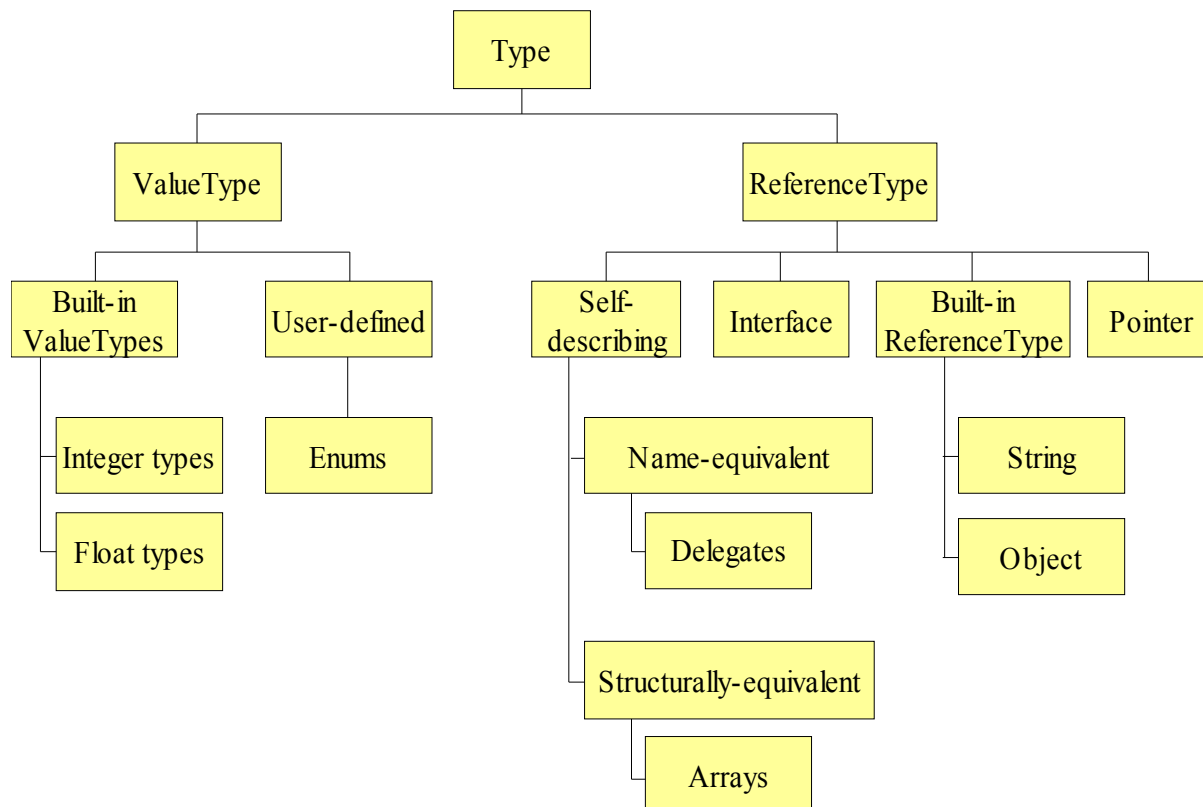 Type
ValueType
ReferenceType
Built-in
ValueTypes
User-defined
Self-
describing
Interface
Built-in
ReferenceType
Pointer
Integer types
Float types
Enums
Name-equivalent
Delegates
Structurally-equivalent
Arrays
String
Object